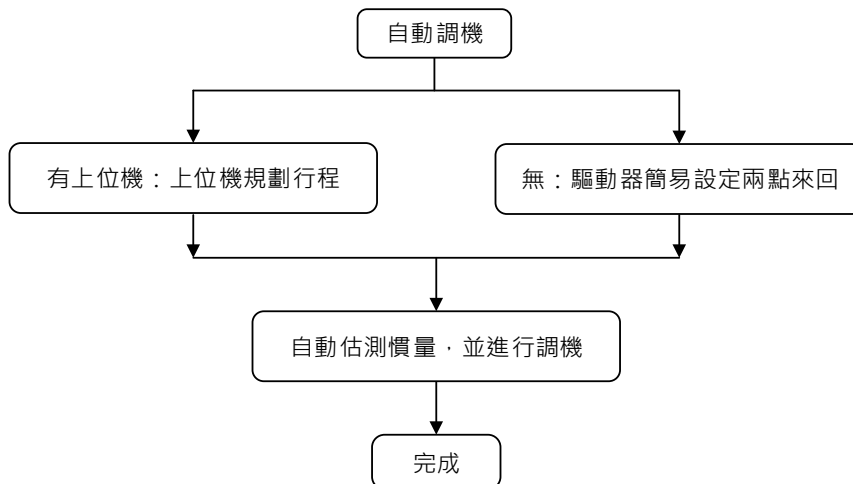 自動調機
有上位機：上位機規劃行程
無：驅動器簡易設定兩點來回
自動估測慣量，並進行調機
完成